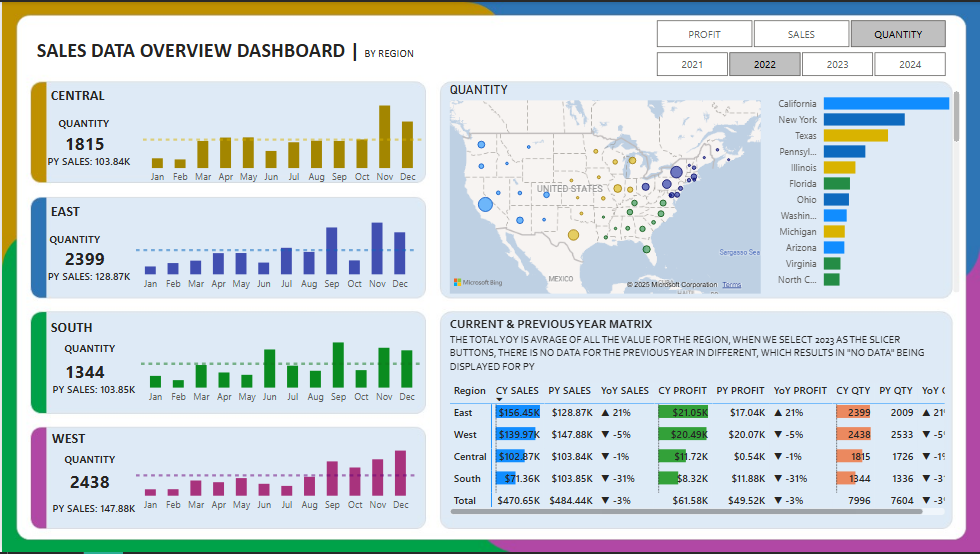 SALES DATA OVERVIEW DASHBOARD | BY REGION
PROFIT SALES QUANTITY
2021 2022 2023 2024
CENTRAL
QUANTITY
1815
PY SALES: 103.84K
Jan Feb Mar Apr May Jun Jul Aug Sep Oct Nov Dec
EAST
QUANTITY
2399
PY SALES: 128.87K
Jan Feb Mar Apr May Jun Jul Aug Sep Oct Nov Dec
SOUTH
QUANTITY
1344
PY SALES: 103.85K
Jan Feb Mar Apr May Jun Jul Aug Sep Oct Nov Dec
WEST
QUANTITY
2438
PY SALES: 147.88K
Jan Feb Mar Apr May Jun Jul Aug Sep Oct Nov Dec
QUANTITY
UNITED STATES
MEXICO
Sargasso Sea
Microsoft Bing
© 2025 Microsoft Corporation Terms
California
New York
Texas
Pennsyl...
Illinois
Florida
Ohio
Washin...
Michigan
Arizona
Virginia
North C...
CURRENT & PREVIOUS YEAR MATRIX
THE TOTAL YOY IS AVRAGE OF ALL THE VALUE FOR THE REGION, WHEN WE SELECT 2023 AS THE SLICER
BUTTONS, THERE IS NO DATA FOR THE PREVIOUS YEAR IN DIFFERENT, WHICH RESULTS IN "NO DATA" BEING
DISPLAYED FOR PY
Region CY SALES PY SALES YoY SALES CY PROFIT PY PROFIT YoY PROFIT CY QTY PY QTY YoY
East $156.45K $128.87K ▲ 21% $21.05K $17.04K ▲ 21% 2399 2009 ▲ 21
West $139.97K $147.88K ▼ -5% $20.49K $20.07K ▼ -5% 2438 2533 ▼ -5
Central $102.87K $103.84K ▼ -1% $11.72K $0.54K ▼ -1% 1815 1726 ▼ -1
South $71.36K $103.85K ▼ -31% $8.32K $11.88K ▼ -31% 1344 1336 ▼ -3
Total $470.65K $484.44K ▼ -3% $61.58K $49.52K ▼ -3% 7996 7604 ▼ -3